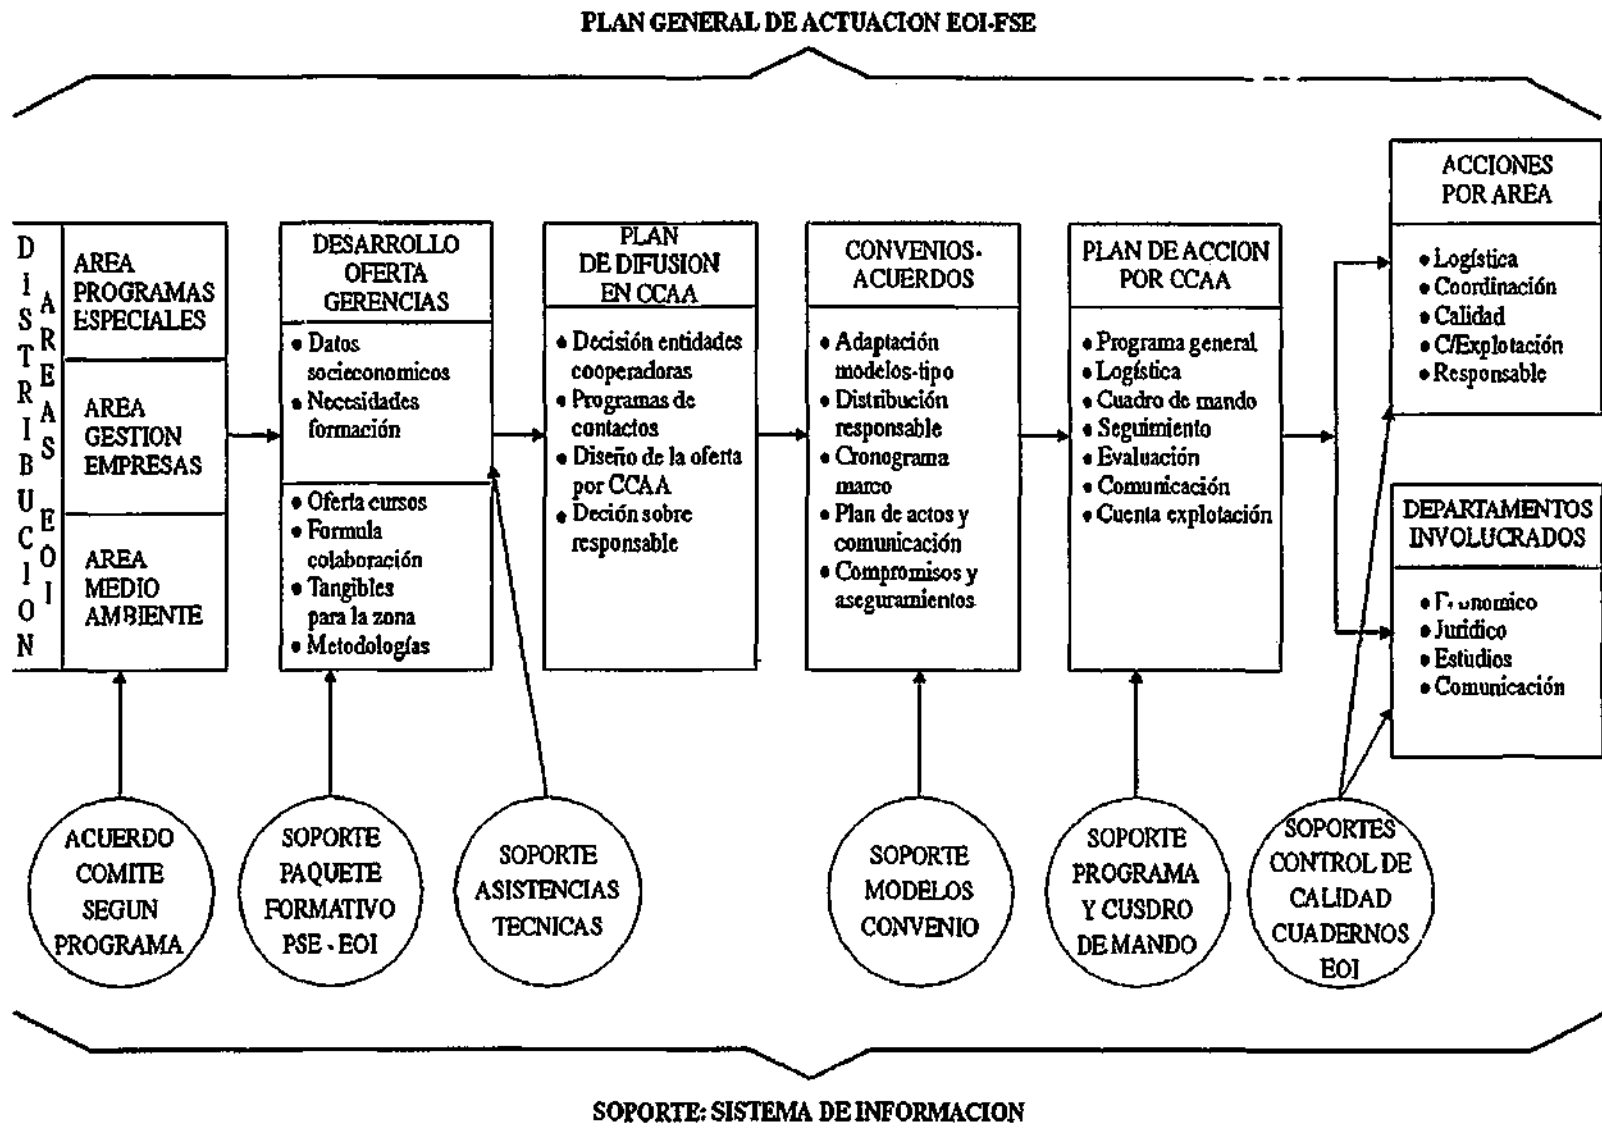 PLAN GENERAL DE ACTUACION EOI-FSE
DISTRIBUCION
AREAS EOI
AREA
PROGRAMAS
ESPECIALES
AREA
GESTION
EMPRESAS
AREA
MEDIO
AMBIENTE
DESARROLLO
OFERTA
GERENCIAS
• Datos
socieconomicos
• Necesidades
formación
• Oferta cursos
• Formula
colaboración
• Tangibles
para la zona
• Metodologías
PLAN
DE DIFUSION
EN CCAA
• Decisión entidades
cooperadoras
• Programas de
contactos
• Diseño de la oferta
por CCAA
• Deción sobre
responsable
CONVENIOS-
ACUERDOS
• Adaptación
modelos-tipo
• Distribución
responsable
• Cronograma
marco
• Plan de actos y
comunicación
• Compromisos y
aseguramientos
PLAN DE ACCION
POR CCAA
• Programa general
• Logística
• Cuadro de mando
• Seguimiento
• Evaluación
• Comunicación
• Cuenta explotación
ACCIONES
POR AREA
• Logística
• Coordinación
• Calidad
• C/Explotación
• Responsable
DEPARTAMENTOS
INVOLUCRADOS
• Juridico
• Estudios
• Comunicación
ACUERDO
COMITE
SEGUN
PROGRAMA
SOPORTE
PAQUETE
FORMATIVO
PSE - EOI
SOPORTE
ASISTENCIAS
TECNICAS
SOPORTE
MODELOS
CONVENIO
SOPORTE
PROGRAMA
Y CUSDRO
DE MANDO
SOPORTES
CONTROL DE
CALIDAD
CUADERNOS
EOI
SOPORTE: SISTEMA DE INFORMACION